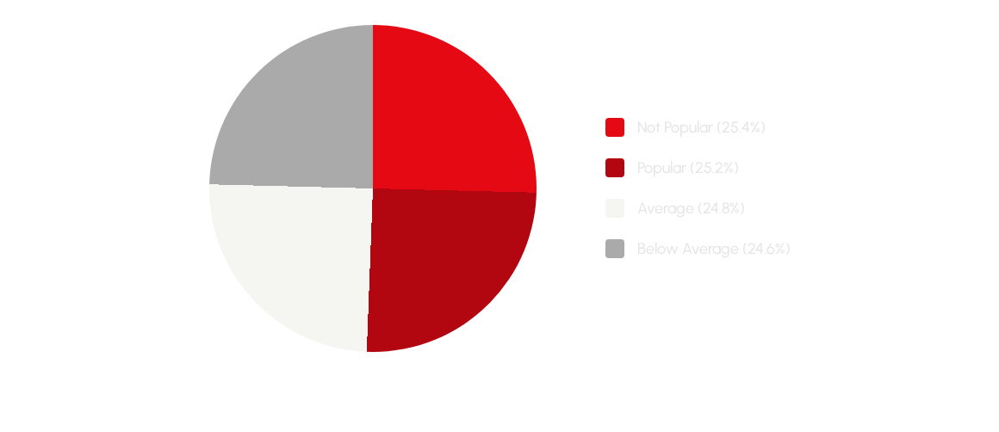 Not Popular (25.4%)
Popular (25.2%)
Average (24.8%)
Below Average (24.6%)